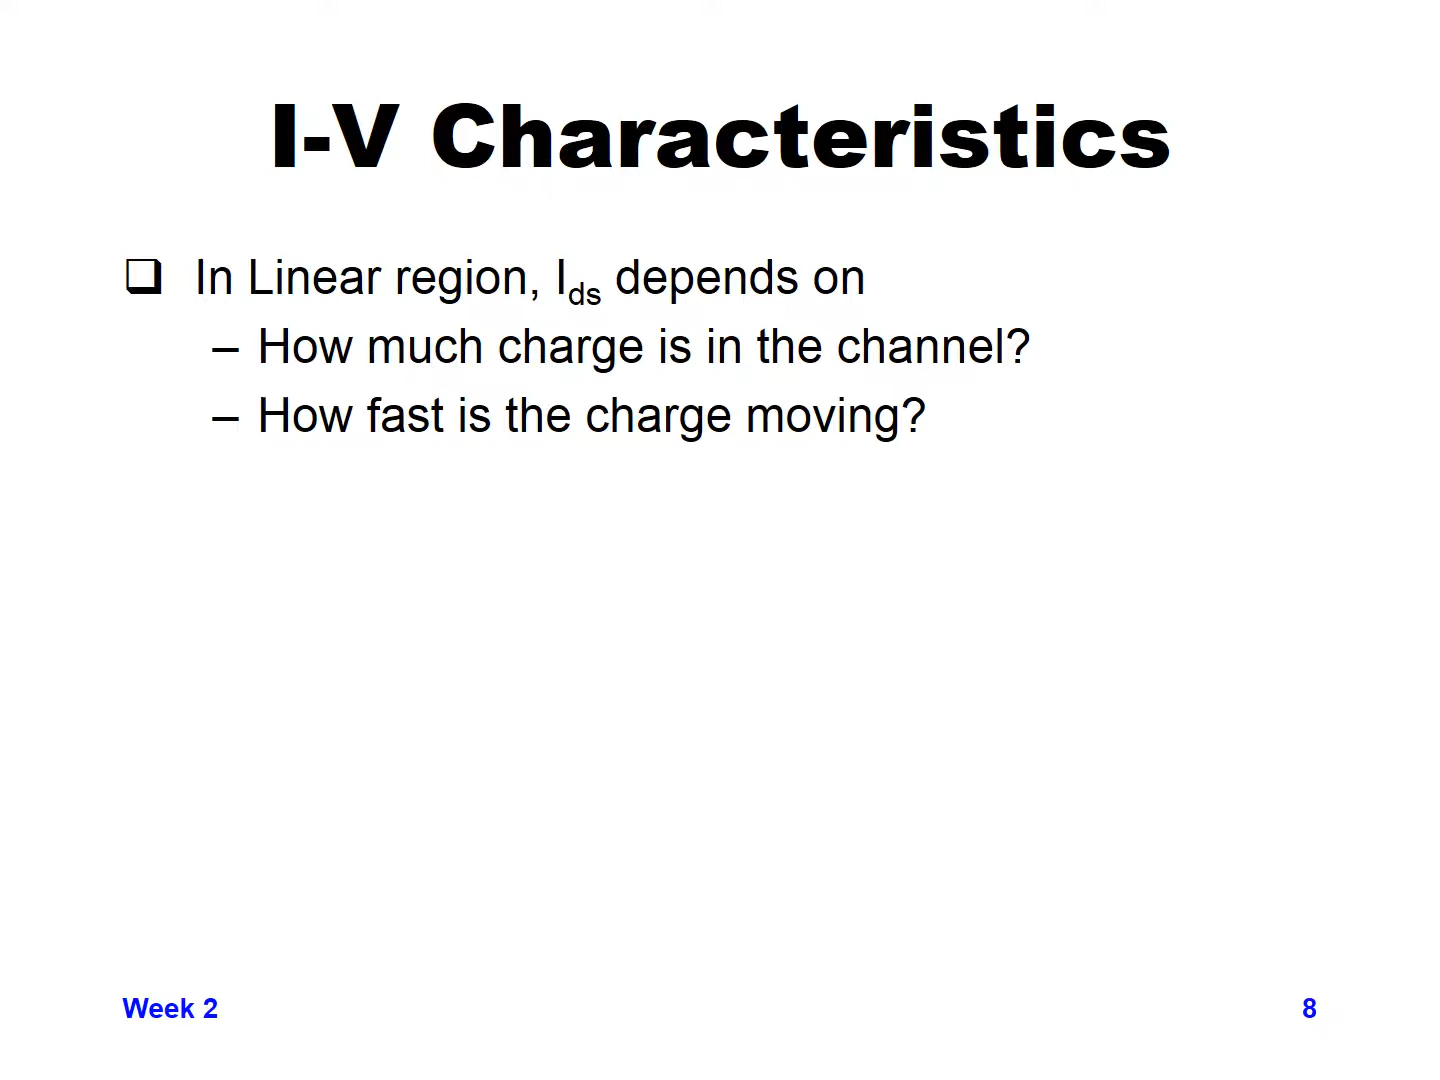 I-V Characteristics
❑ In Linear region, Ids depends on
– How much charge is in the channel?
– How fast is the charge moving?
Week 2
8